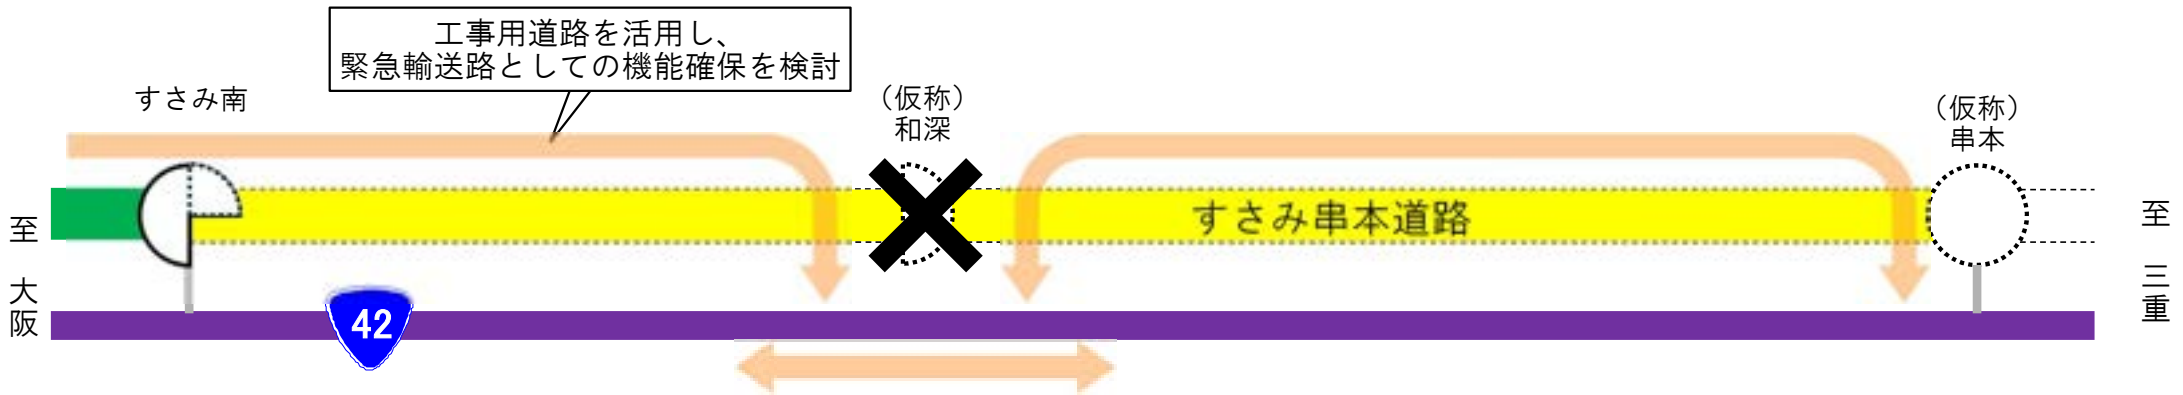 工事用道路を活用し、
緊急輸送路としての機能確保を検討
すさみ南
（仮称）
和深
（仮称）
串本
すさみ串本道路
至 大阪
至 三重
42